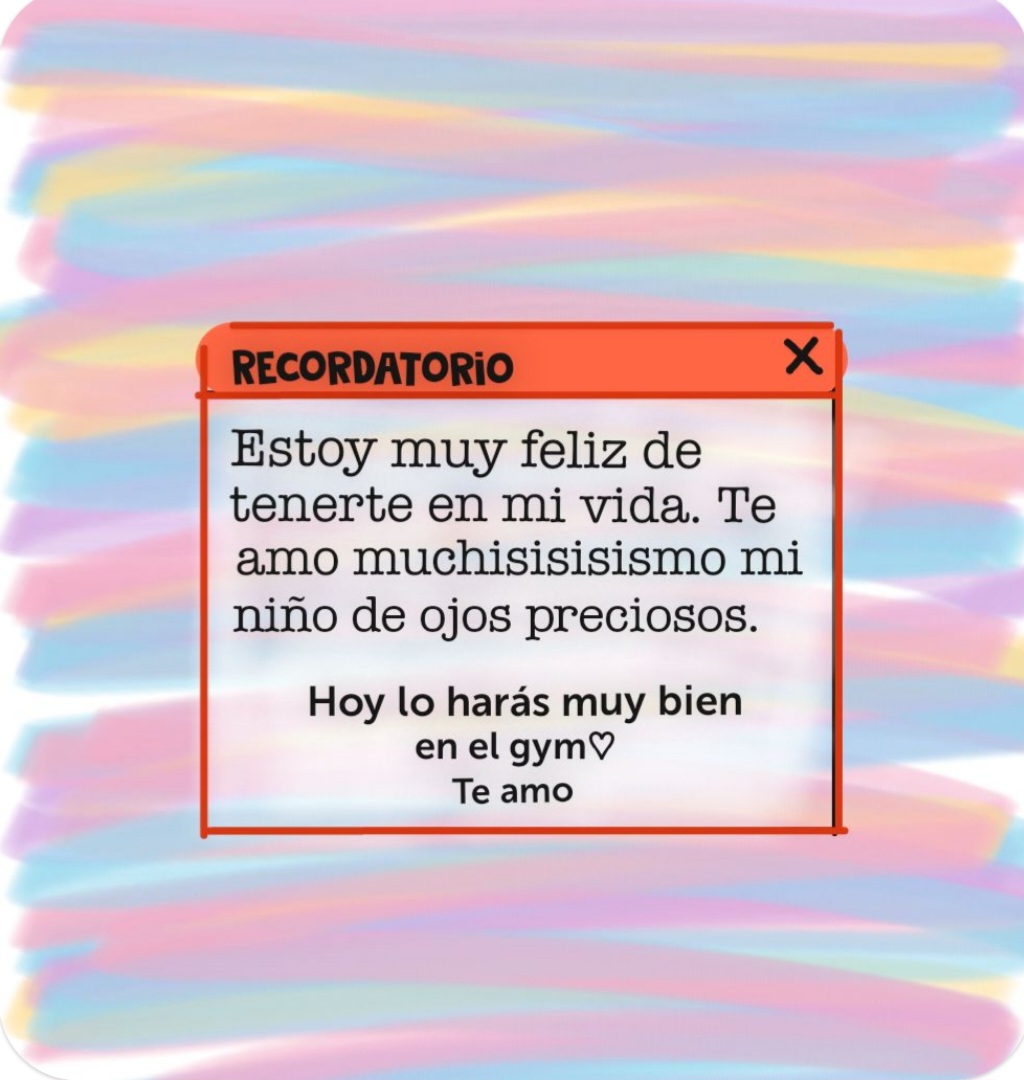 RECORDATORiO
Estoy muy feliz de
tenerte en mi vida. Te
amo muchisisisismo mi
niño de ojos preciosos.
Hoy lo harás muy bien
en el gym♡
Te amo